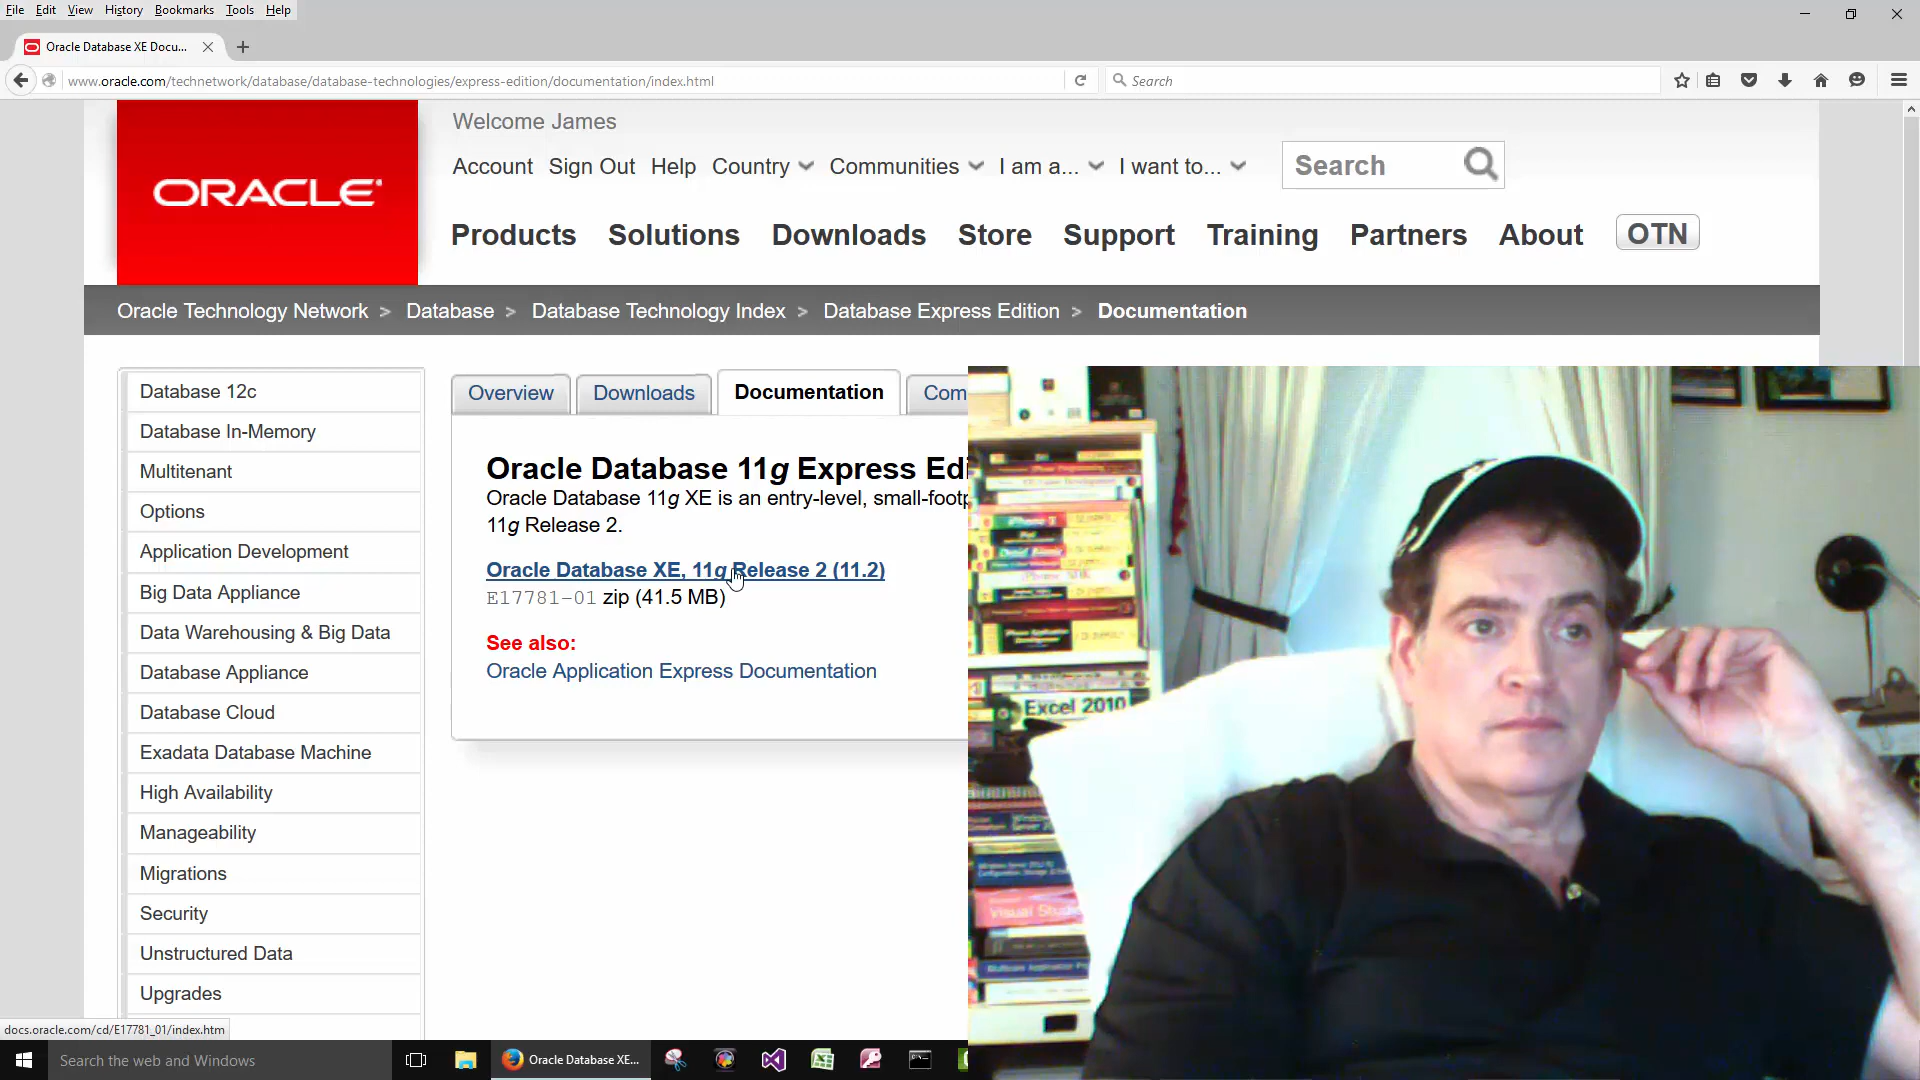 File Edit View History Bookmarks Tools Help
Oracle Database XE Docu...
www.oracle.com/technetwork/database/database-technologies/express-edition/documentation/index.html
Search
ORACLE
Welcome James
Account Sign Out Help Country Communities I am a... I want to...
Search
Products Solutions Downloads Store Support Training Partners About OTN
Oracle Technology Network > Database > Database Technology Index > Database Express Edition > Documentation
Database 12c
Database In-Memory
Multitenant
Options
Application Development
Big Data Appliance
Data Warehousing & Big Data
Database Appliance
Database Cloud
Exadata Database Machine
High Availability
Manageability
Migrations
Security
Unstructured Data
Upgrades
Overview Downloads Documentation Com
Oracle Database 11g Express Edi
Oracle Database 11g XE is an entry-level, small-footp
11g Release 2.
Oracle Database XE, 11g Release 2 (11.2)
E17781-01 zip (41.5 MB)
See also:
Oracle Application Express Documentation
Excel 2010
Visual Studio
docs.oracle.com/cd/E17781_01/index.htm
Search the web and Windows
Oracle Database XE...